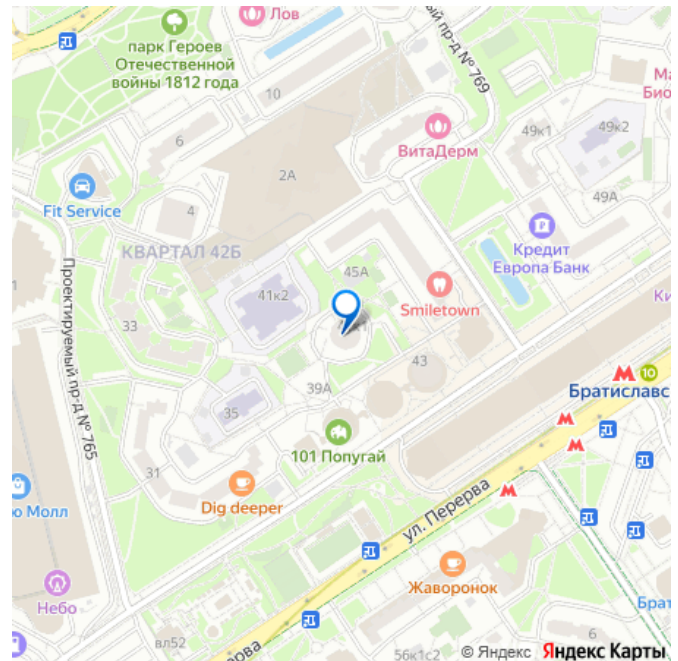 Лов
парк Героев
Отечественной
войны 1812 года
10
6
ВитаДерм
49к1
49к2
2А
49А
Fit Service
4
КВАРТАЛ 42Б
Кредит
Европа Банк
45А
41к2
Smiletown
33
43
39А
10
Братиславс
35
101 Попугай
31
Проектируемый пр-д № 765
Dig deeper
ул. Перерва
Небо
Жаворонок
вл52
56к1с2
6
Брат
© Яндекс Яндекс Карты